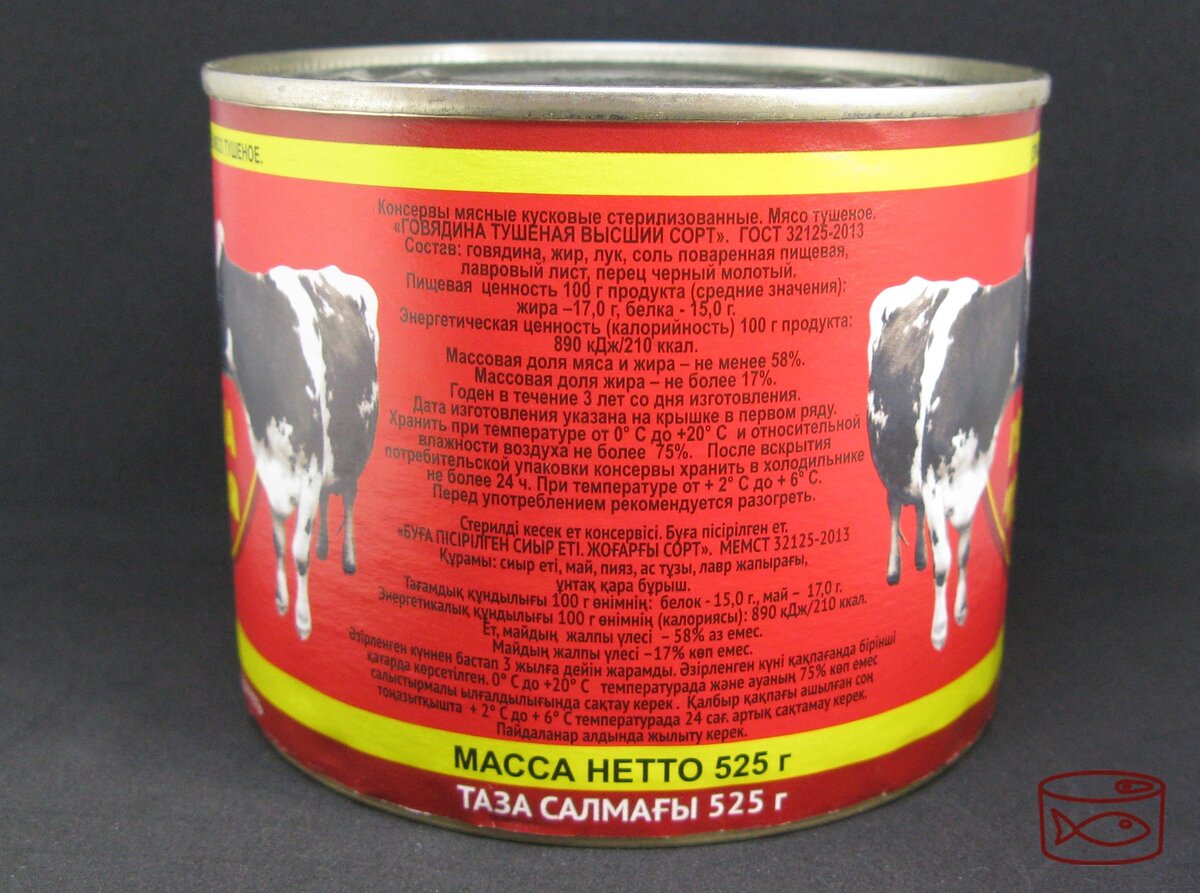 ТУШЕНОЕ.
Консервы мясные кусковые стерилизованные. Мясо тушеное.
«ГОВЯДИНА ТУШЕНАЯ ВЫСШИЙ СОРТ». ГОСТ 32125-2013
Состав: говядина, жир, лук, соль поваренная пищевая,
лавровый лист, перец черный молотый.
Пищевая ценность 100 г продукта (средние значения):
жира –17,0 г, белка - 15,0 г.
Энергетическая ценность (калорийность) 100 г продукта:
890 кДж/210 ккал.
Массовая доля мяса и жира – не менее 58%.
Массовая доля жира – не более 17%.
Годен в течение 3 лет со дня изготовления.
Дата изготовления указана на крышке в первом ряду.
Хранить при температуре от 0° С до +20° С и относительной
влажности воздуха не более 75%. После вскрытия
потребительской упаковки консервы хранить в холодильнике
не более 24 ч. При температуре от + 2° С до + 6° С.
Перед употреблением рекомендуется разогреть.
Стерилді кесек ет консервісі. Буға пісірілген ет.
«БУҒА ПІСІРІЛГЕН СИЫР ЕТІ. ЖОҒАРҒЫ СОРТ». МЕМСТ 32125-2013
Құрамы: сиыр еті, май, пияз, ас тұзы, лавр жапырағы,
ұнтақ қара бұрыш.
Тағамдық құндылығы 100 г өнімнің: белок - 15,0 г., май – 17,0 г.
Энергетикалық құндылығы 100 г өнімнің (калориясы): 890 кДж/210 ккал.
Ет, майдың жалпы үлесі – 58% аз емес.
Майдың жалпы үлесі –17% көп емес.
Әзірленген күннен бастап 3 жылға дейін жарамды. Әзірленген күні қақпағанда бірінші
қатарда көрсетілген. 0° С до +20° С температурада және ауаның 75% көп емес
салыстырмалы ылғалдылығында сақтау керек. Қалбыр қақпағы ашылған соң
тоңазытқышта + 2° С до + 6° С температурада 24 сағ. артық сақтамау керек.
Пайдаланар алдында жылыту керек.
МАССА НЕТТО 525 г
ТАЗА САЛМАҒЫ 525 г